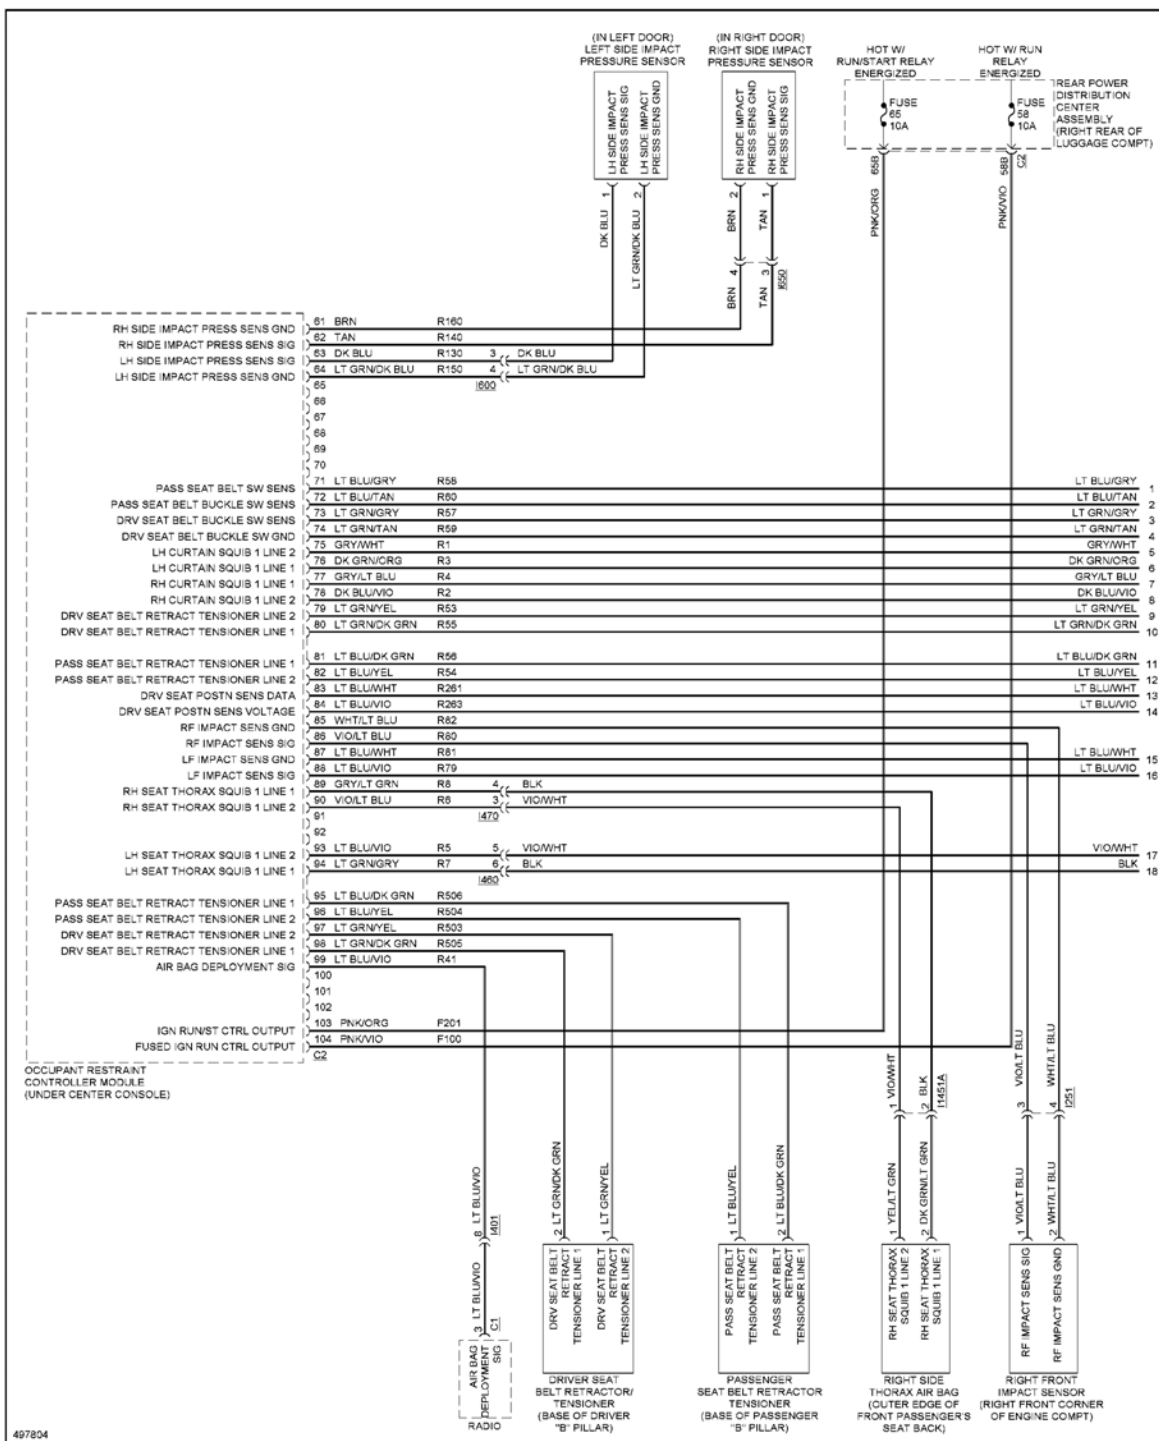 (IN LEFT DOOR)
LEFT SIDE IMPACT
PRESSURE SENSOR
(IN RIGHT DOOR)
RIGHT SIDE IMPACT
PRESSURE SENSOR
HOT W/
RUN/START RELAY
ENERGIZED
HOT W/ RUN
RELAY
ENERGIZED
LH SIDE IMPACT
PRESS SENS SIG
LH SIDE IMPACT
PRESS SENS GND
RH SIDE IMPACT
PRESS SENS GND
RH SIDE IMPACT
PRESS SENS SIG
FUSE
65
10A
FUSE
58
10A
REAR POWER
DISTRIBUTION
CENTER
ASSEMBLY
(RIGHT REAR OF
LUGGAGE COMPT)
1 2 2 1 65B 58B C2
DK BLU
LT GRN/DK BLU
BRN
TAN
PNK/ORG
PNK/VIO
4 3 I650
BRN
TAN
RH SIDE IMPACT PRESS SENS GND 61 BRN R160
RH SIDE IMPACT PRESS SENS SIG 62 TAN R140
LH SIDE IMPACT PRESS SENS SIG 63 DK BLU R130 3 DK BLU
LH SIDE IMPACT PRESS SENS GND 64 LT GRN/DK BLU R150 4 LT GRN/DK BLU
65 I600
66
67
68
69
70
PASS SEAT BELT SW SENS 71 LT BLU/GRY R58 LT BLU/GRY 1
PASS SEAT BELT BUCKLE SW SENS 72 LT BLU/TAN R60 LT BLU/TAN 2
DRV SEAT BELT BUCKLE SW SENS 73 LT GRN/GRY R57 LT GRN/GRY 3
DRV SEAT BELT BUCKLE SW GND 74 LT GRN/TAN R59 LT GRN/TAN 4
LH CURTAIN SQUIB 1 LINE 2 75 GRY/WHT R1 GRY/WHT 5
LH CURTAIN SQUIB 1 LINE 1 76 DK GRN/ORG R3 DK GRN/ORG 6
RH CURTAIN SQUIB 1 LINE 1 77 GRY/LT BLU R4 GRY/LT BLU 7
RH CURTAIN SQUIB 1 LINE 2 78 DK BLU/VIO R2 DK BLU/VIO 8
DRV SEAT BELT RETRACT TENSIONER LINE 2 79 LT GRN/YEL R53 LT GRN/YEL 9
DRV SEAT BELT RETRACT TENSIONER LINE 1 80 LT GRN/DK GRN R55 LT GRN/DK GRN 10
PASS SEAT BELT RETRACT TENSIONER LINE 1 81 LT BLU/DK GRN R56 LT BLU/DK GRN 11
PASS SEAT BELT RETRACT TENSIONER LINE 2 82 LT BLU/YEL R54 LT BLU/YEL 12
DRV SEAT POSTN SENS DATA 83 LT BLU/WHT R261 LT BLU/WHT 13
DRV SEAT POSTN SENS VOLTAGE 84 LT BLU/VIO R263 LT BLU/VIO 14
RF IMPACT SENS GND 85 WHT/LT BLU R82
RF IMPACT SENS SIG 86 VIO/LT BLU R80
LF IMPACT SENS GND 87 LT BLU/WHT R81 LT BLU/WHT 15
LF IMPACT SENS SIG 88 LT BLU/VIO R79 LT BLU/VIO 16
RH SEAT THORAX SQUIB 1 LINE 1 89 GRY/LT GRN R8 4 BLK
RH SEAT THORAX SQUIB 1 LINE 2 90 VIO/LT BLU R6 3 VIO/WHT
91 I470
92
LH SEAT THORAX SQUIB 1 LINE 2 93 LT BLU/VIO R5 5 VIO/WHT VIO/WHT 17
LH SEAT THORAX SQUIB 1 LINE 1 94 LT GRN/GRY R7 6 BLK BLK 18
I460
PASS SEAT BELT RETRACT TENSIONER LINE 1 95 LT BLU/DK GRN R506
PASS SEAT BELT RETRACT TENSIONER LINE 2 96 LT BLU/YEL R504
DRV SEAT BELT RETRACT TENSIONER LINE 2 97 LT GRN/YEL R503
DRV SEAT BELT RETRACT TENSIONER LINE 1 98 LT GRN/DK GRN R505
AIR BAG DEPLOYMENT SIG 99 LT BLU/VIO R41
100
101
102
IGN RUN/ST CTRL OUTPUT 103 PNK/ORG F201
FUSED IGN RUN CTRL OUTPUT 104 PNK/VIO F100
C2
OCCUPANT RESTRAINT
CONTROLLER MODULE
(UNDER CENTER CONSOLE)
1 VIO/WHT
2 BLK
I1451A
3 VIO/LT BLU
4 WHT/LT BLU
I251
8 LT BLU/VIO
I401
3 LT BLU/VIO
C1
2 LT GRN/DK GRN
1 LT GRN/YEL
1 LT BLU/YEL
2 LT BLU/DK GRN
1 YEL/LT GRN
2 DK GRN/LT GRN
1 VIO/LT BLU
2 WHT/LT BLU
AIR BAG
DEPLOYMENT
SIG
DRV SEAT BELT
RETRACT
TENSIONER LINE 1
DRV SEAT BELT
RETRACT
TENSIONER LINE 2
PASS SEAT BELT
RETRACT
TENSIONER LINE 2
PASS SEAT BELT
RETRACT
TENSIONER LINE 1
RH SEAT THORAX
SQUIB 1 LINE 2
RH SEAT THORAX
SQUIB 1 LINE 1
RF IMPACT SENS SIG
RF IMPACT SENS GND
RADIO
DRIVER SEAT
BELT RETRACTOR/
TENSIONER
(BASE OF DRIVER
"B" PILLAR)
PASSENGER
SEAT BELT RETRACTOR
TENSIONER
(BASE OF PASSENGER
"B" PILLAR)
RIGHT SIDE
THORAX AIR BAG
(OUTER EDGE OF
FRONT PASSENGER'S
SEAT BACK)
RIGHT FRONT
IMPACT SENSOR
(RIGHT FRONT CORNER
OF ENGINE COMPT)
497804